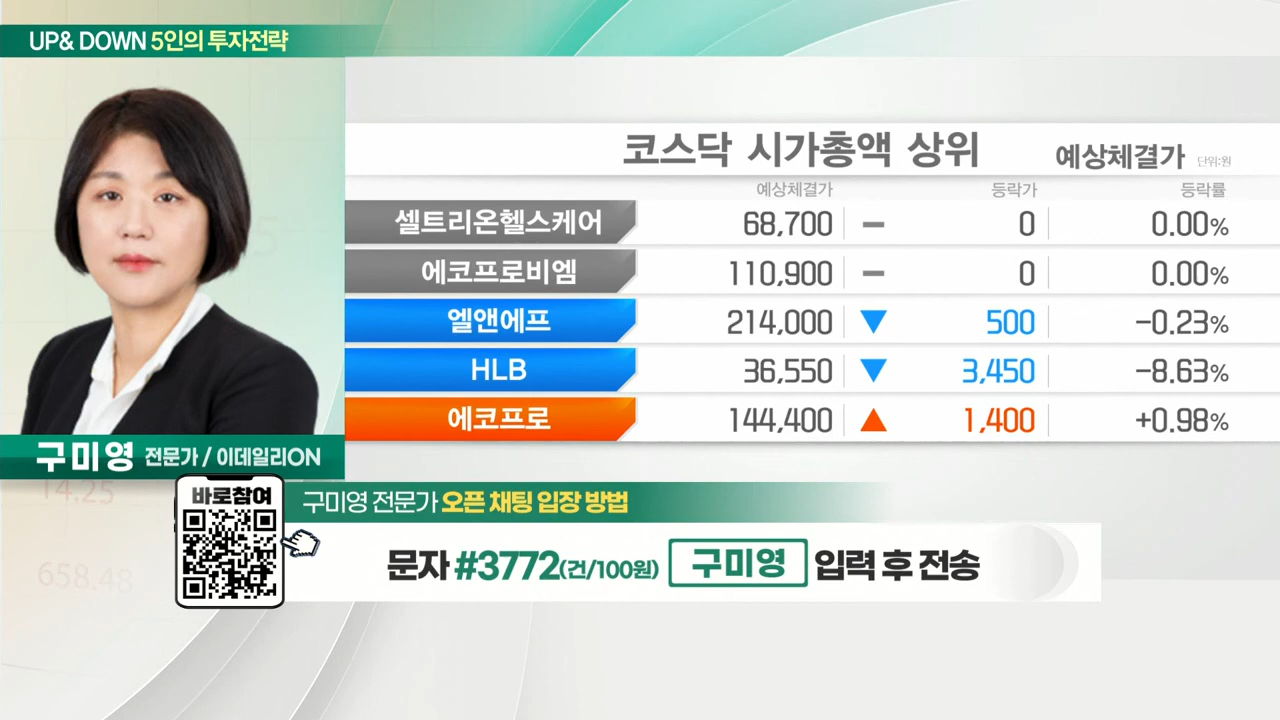 UP& DOWN 5인의 투자전략
코스닥 시가총액 상위 예상체결가 단위:원
예상체결가 등락가 등락률
셀트리온헬스케어 68,700 ━ 0 0.00%
에코프로비엠 110,900 ━ 0 0.00%
엘앤에프 214,000 ▼ 500 -0.23%
HLB 36,550 ▼ 3,450 -8.63%
에코프로 144,400 ▲ 1,400 +0.98%
구미영 전문가 / 이데일리ON
14.25
658.48
바로참여
구미영 전문가 오픈 채팅 입장 방법
문자 #3772(건/100원) 구미영 입력 후 전송